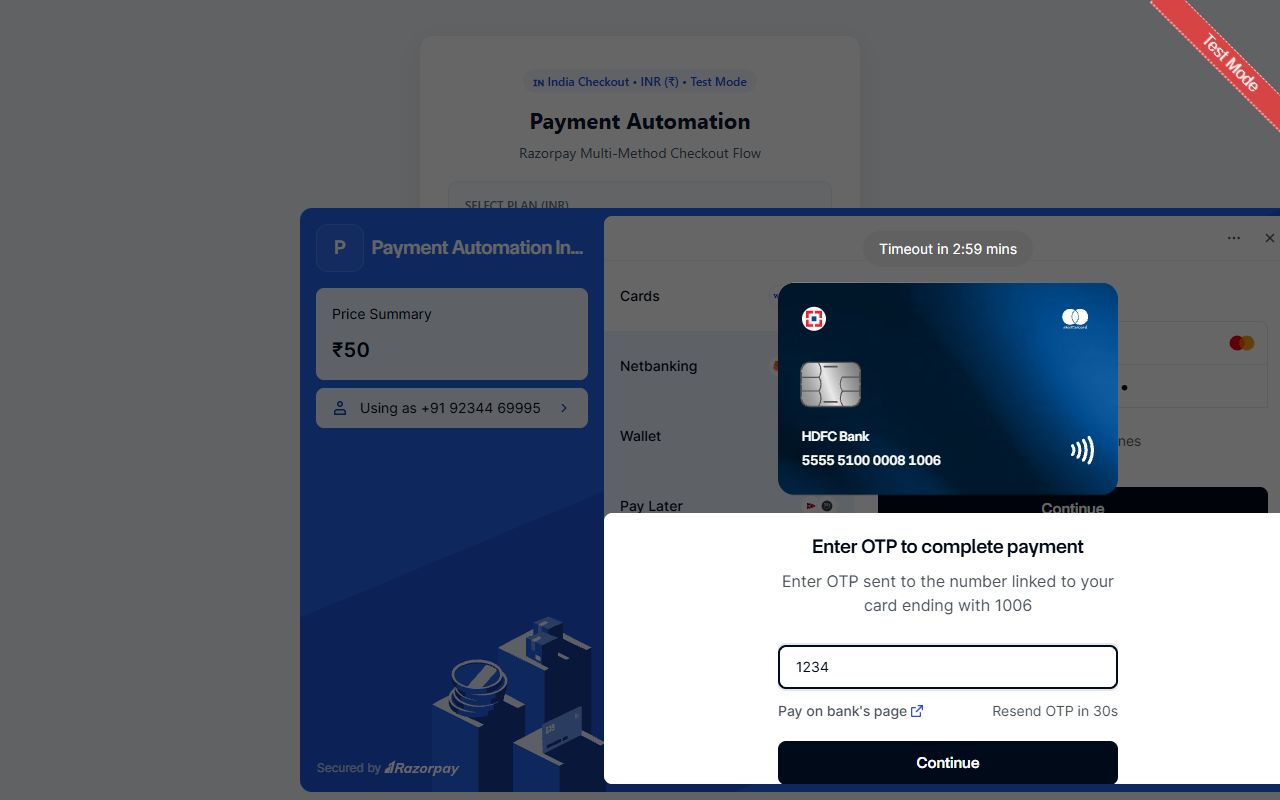 Test Mode
IN India Checkout • INR (₹) • Test Mode
Payment Automation
Razorpay Multi-Method Checkout Flow
SELECT PLAN (INR)
P Payment Automation In...
Price Summary
₹50
Using as +91 92344 69995
Secured by Razorpay
Timeout in 2:59 mins
Cards
Netbanking
Wallet
Pay Later
HDFC Bank
5555 5100 0008 1006
Continue
Enter OTP to complete payment
Enter OTP sent to the number linked to your
card ending with 1006
1234
Pay on bank's page
Resend OTP in 30s
Continue